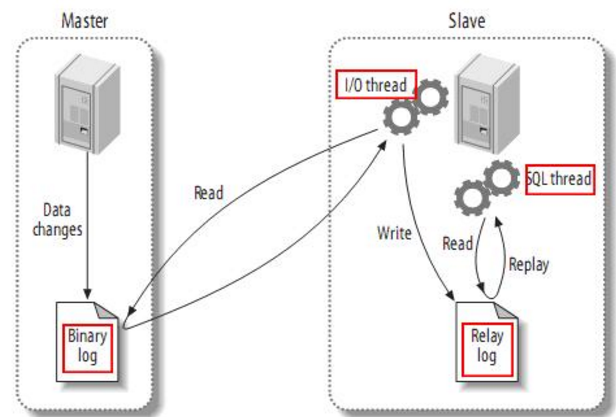 Master
Slave
I/O thread
SQL thread
Data
changes
Read
Write
Read
Replay
Binary
log
Relay
log